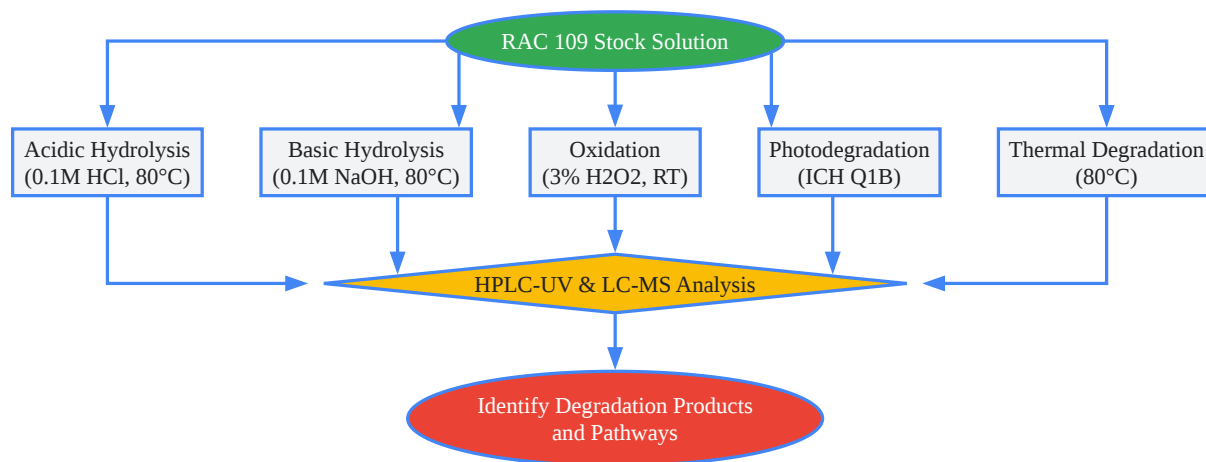 RAC 109 Stock Solution
Acidic Hydrolysis
(0.1M HCl, 80°C)
Basic Hydrolysis
(0.1M NaOH, 80°C)
Oxidation
(3% H2O2, RT)
Photodegradation
(ICH Q1B)
Thermal Degradation
(80°C)
HPLC-UV & LC-MS Analysis
Identify Degradation Products
and Pathways